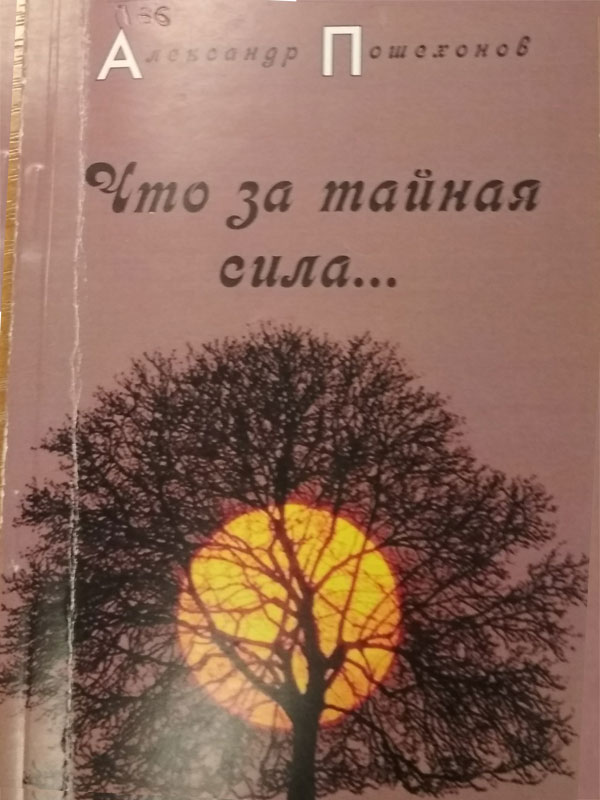 Александр Пошехонов
Что за тайная
сила...